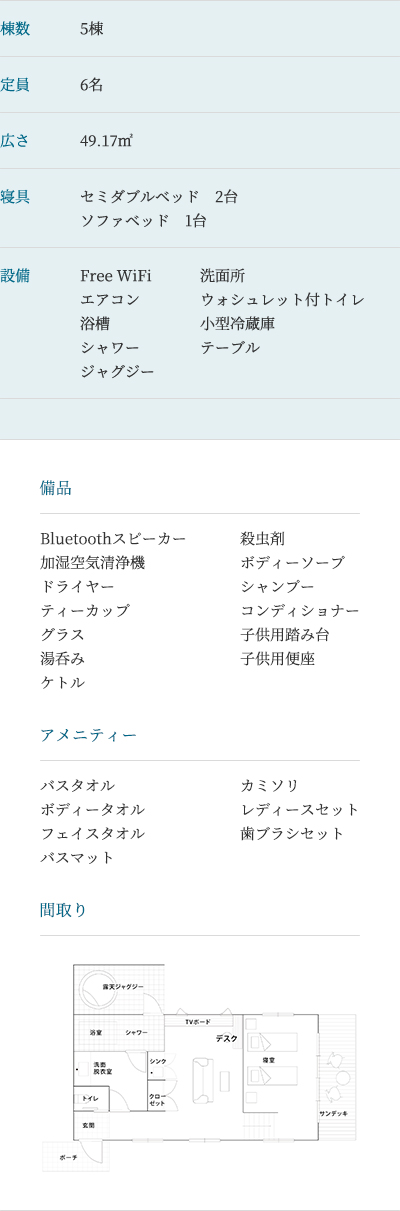 棟数 5棟
定員 6名
広さ 49.17㎡
寝具 セミダブルベッド 2台
ソファベッド 1台
設備 Free WiFi 洗面所
エアコン ウォシュレット付トイレ
浴槽 小型冷蔵庫
シャワー テーブル
ジャグジー
備品
Bluetoothスピーカー 殺虫剤
加湿空気清浄機 ボディーソープ
ドライヤー シャンプー
ティーカップ コンディショナー
グラス 子供用踏み台
湯呑み 子供用便座
ケトル
アメニティー
バスタオル カミソリ
ボディータオル レディースセット
フェイスタオル 歯ブラシセット
バスマット
間取り
露天ジャグジー
TVボード
浴室 シャワー
デスク
シンク
寝室
洗面
脱衣室
トイレ
クロー
ゼット
サンデッキ
玄関
ポーチ